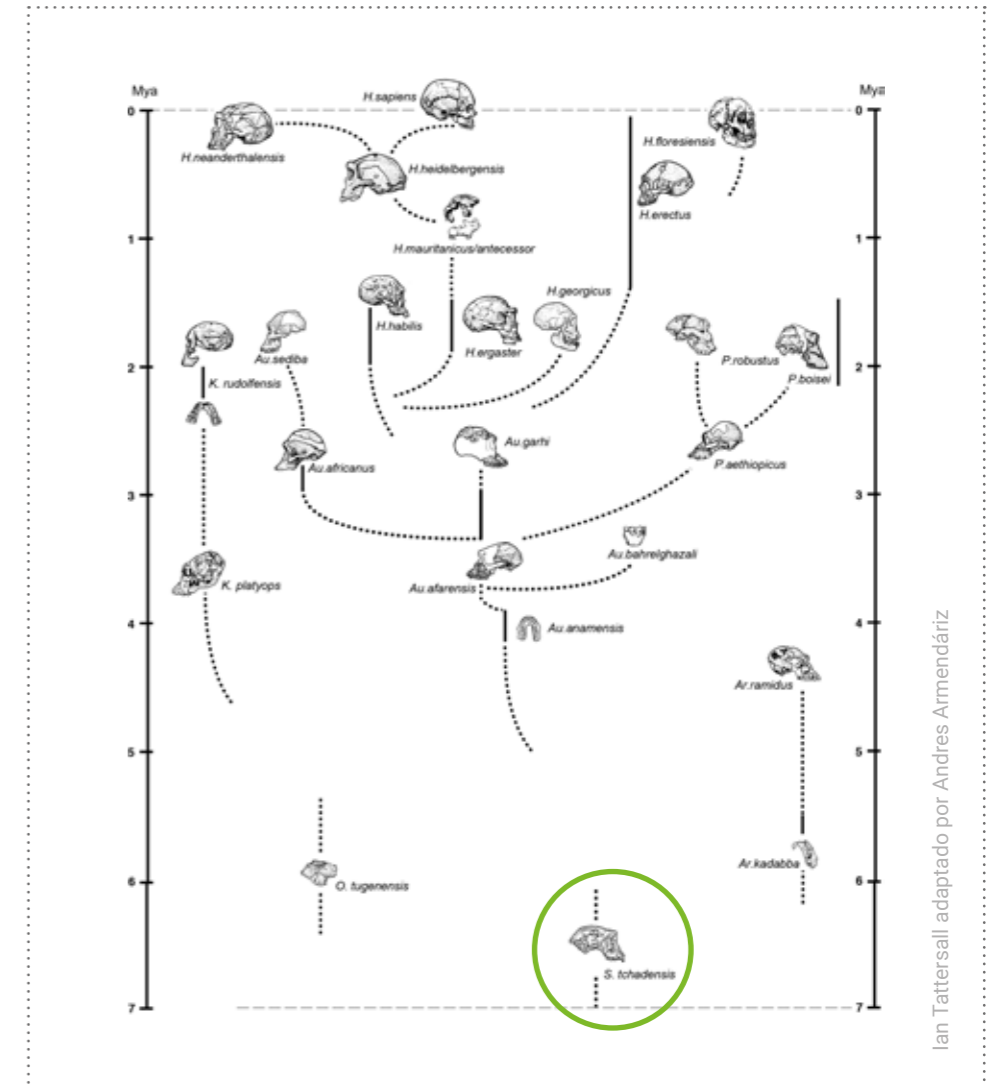 Mya
Mya
H.sapiens
0
0
H.neanderthalensis
H.floresiensis
H.heidelbergensis
H.erectus
1
1
H.mauritanicus/antecessor
H.georgicus
H.habilis
H.ergaster
Au.sediba
P.robustus
2
2
K. rudolfensis
P.boisei
Au.garhi
Au.africanus
P.aethiopicus
3
3
Au.bahrelghazali
K. platyops
Au.afarensis
4
4
Au.anamensis
Ar.ramidus
5
5
Ar.kadabba
6
6
O. tugenensis
S. tchadensis
7
7
Ian Tattersall adaptado por Andres Armendáriz